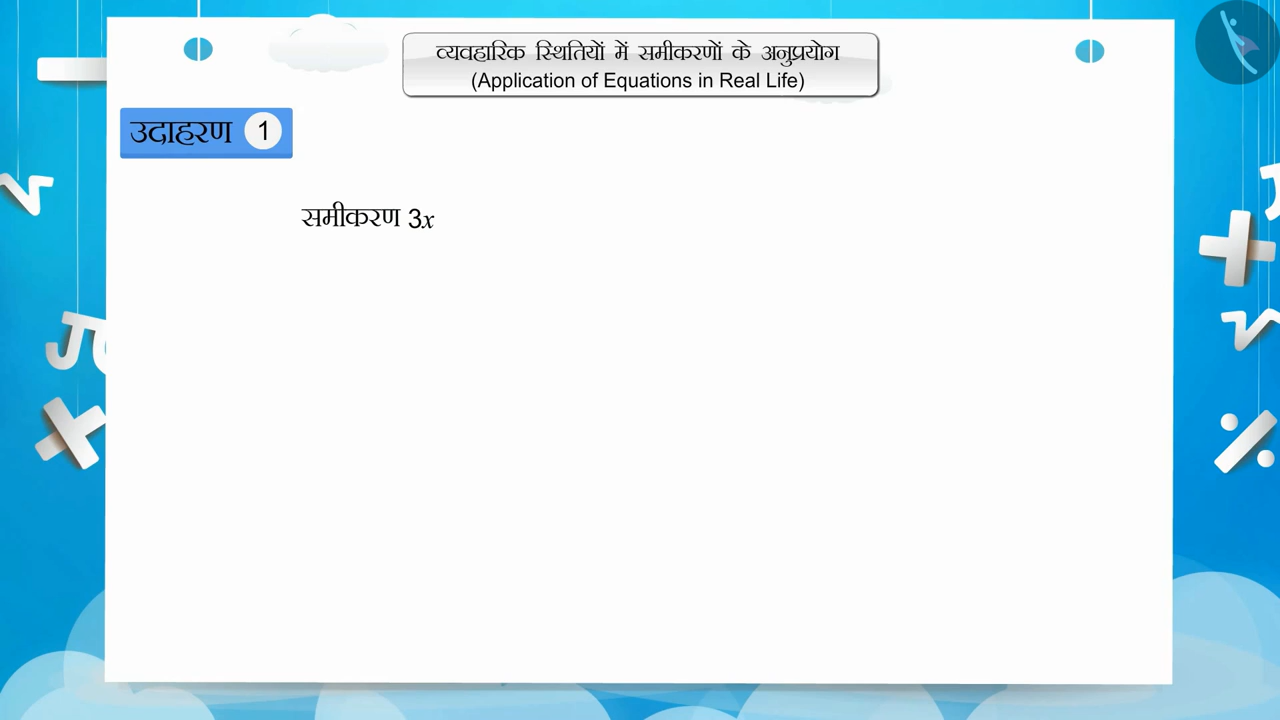 व्यवहारिक स्थितियों में समीकरणों के अनुप्रयोग
(Application of Equations in Real Life)
उदाहरण 1
समीकरण 3x